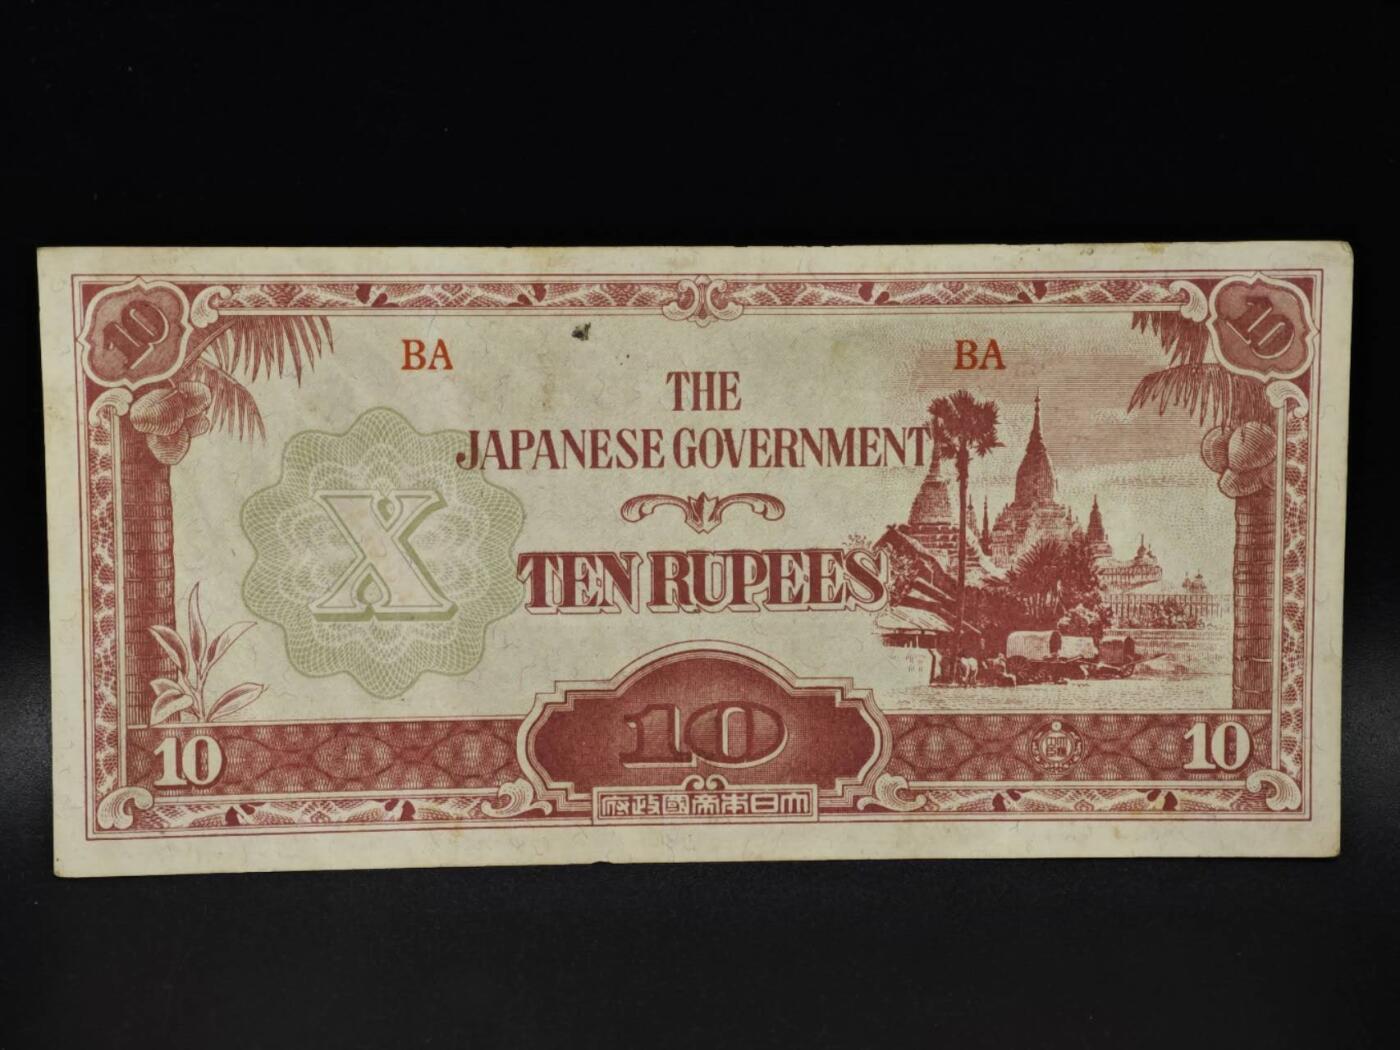 10 10
BA BA
THE
JAPANESE GOVERNMENT
X
TEN RUPEES
10
10 10
府政國帝本日大